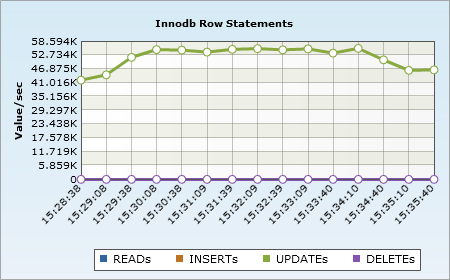 Innodb Row Statements
Value/sec
58.594K
52.734K
46.875K
41.016K
35.156K
29.297K
23.438K
17.578K
11.719K
5.859K
0
15:28:38
15:29:08
15:29:38
15:30:08
15:30:38
15:31:09
15:31:39
15:32:09
15:32:39
15:33:09
15:33:40
15:34:10
15:34:40
15:35:10
15:35:40
READs INSERTs UPDATEs DELETEs